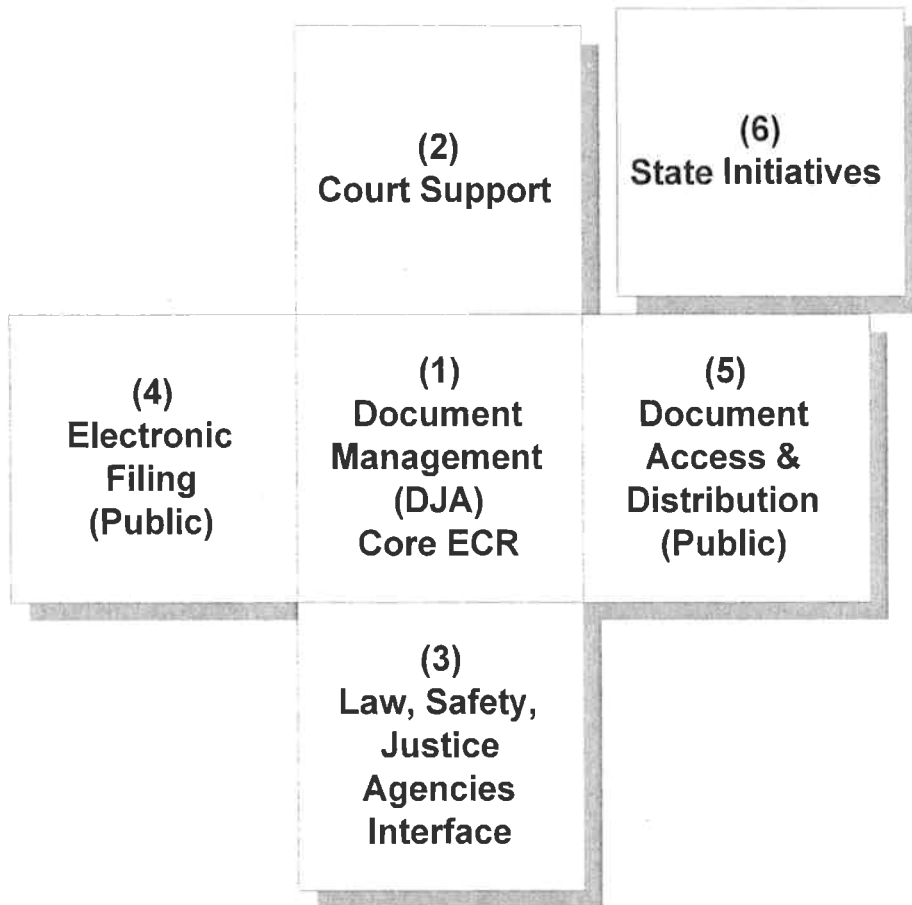 (2)
Court Support
(6)
State Initiatives
(4)
Electronic
Filing
(Public)
(1)
Document
Management
(DJA)
Core ECR
(5)
Document
Access &
Distribution
(Public)
(3)
Law, Safety,
Justice
Agencies
Interface